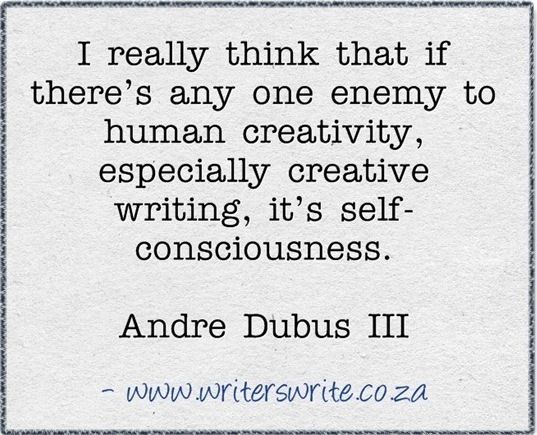 I really think that if
there’s any one enemy to
human creativity,
especially creative
writing, it’s self-
consciousness.
Andre Dubus III
- www.writerswrite.co.za